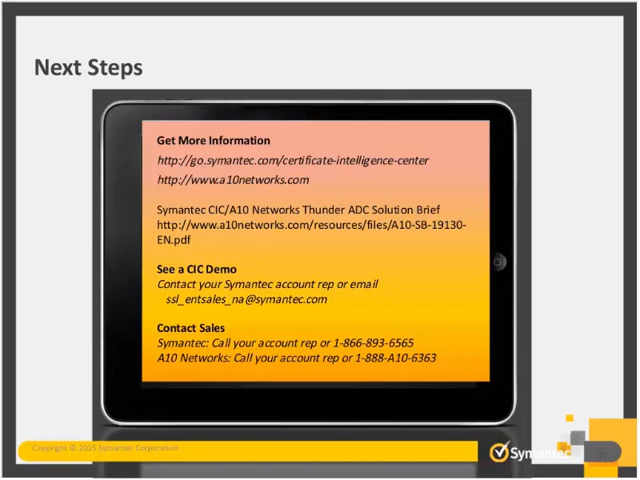 Next Steps
Get More Information
http://go.symantec.com/certificate-intelligence-center
http://www.a10networks.com
Symantec CIC/A10 Networks Thunder ADC Solution Brief
http://www.a10networks.com/resources/files/A10-SB-19130-
EN.pdf
See a CIC Demo
Contact your Symantec account rep or email
ssl_entsales_na@symantec.com
Contact Sales
Symantec: Call your account rep or 1-866-893-6565
A10 Networks: Call your account rep or 1-888-A10-6363
Copyright © 2015 Symantec Corporation
Symantec